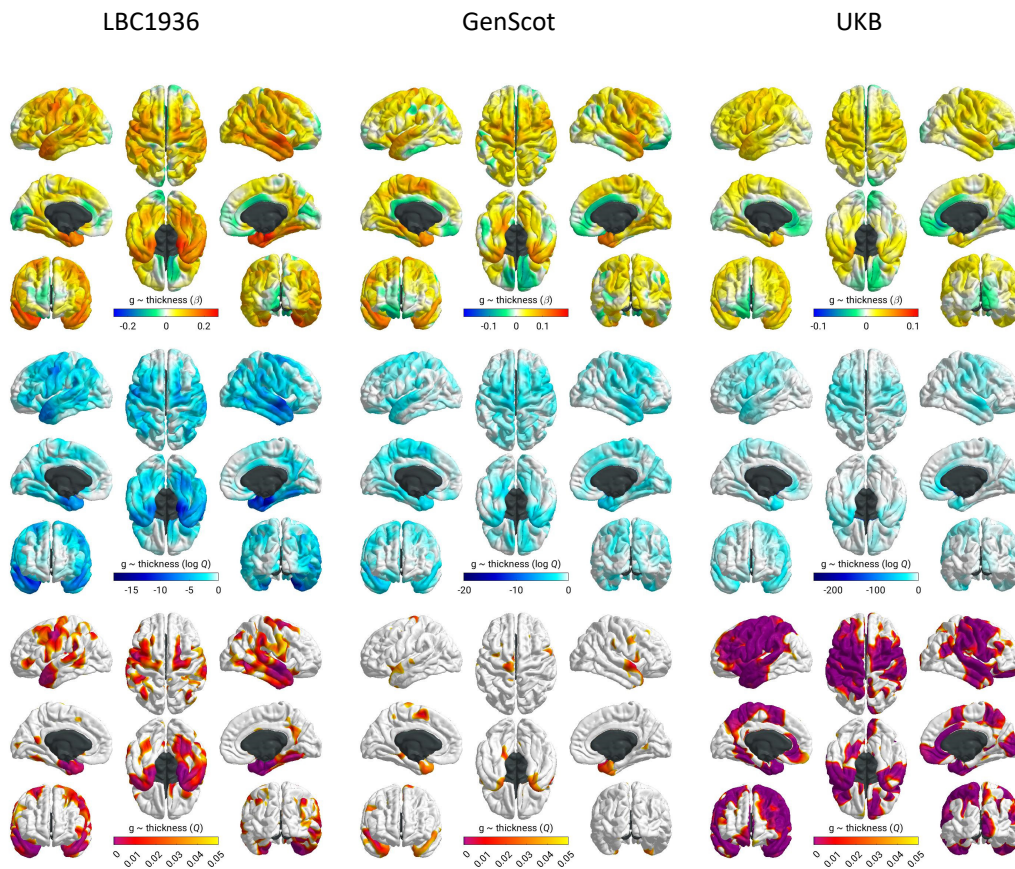 LBC1936 GenScot UKB
g ~ thickness (β) g ~ thickness (β) g ~ thickness (β)
-0.2 0 0.2 -0.1 0 0.1 -0.1 0 0.1
g ~ thickness (log Q) g ~ thickness (log Q) g ~ thickness (log Q)
-15 -10 -5 0 -20 -10 0 -200 -100 0
g ~ thickness (Q) g ~ thickness (Q) g ~ thickness (Q)
0 0.01 0.02 0.03 0.04 0.05 0 0.01 0.02 0.03 0.04 0.05 0 0.01 0.02 0.03 0.04 0.05